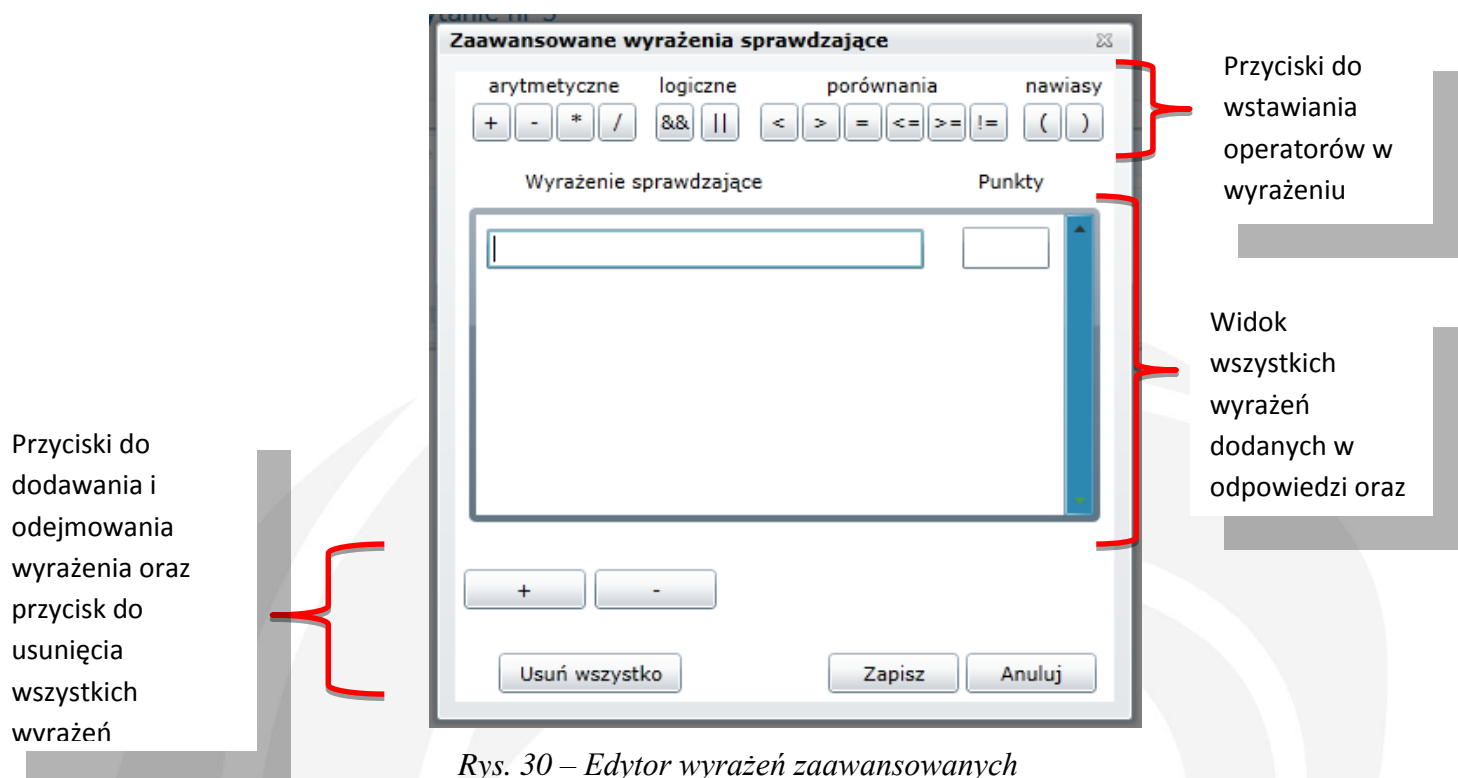 Zaawansowane wyrażenia sprawdzające
arytmetyczne logiczne porównania nawiasy
+ - * / && || < > = <= >= != ( )
Wyrażenie sprawdzające Punkty
+ -
Usuń wszystko Zapisz Anuluj
Przyciski do
wstawiania
operatorów w
wyrażeniu
Widok
wszystkich
wyrażeń
dodanych w
odpowiedzi oraz
Przyciski do
dodawania i
odejmowania
wyrażenia oraz
przycisk do
usunięcia
wszystkich
wyrażeń
Rys. 30 – Edytor wyrażeń zaawansowanych